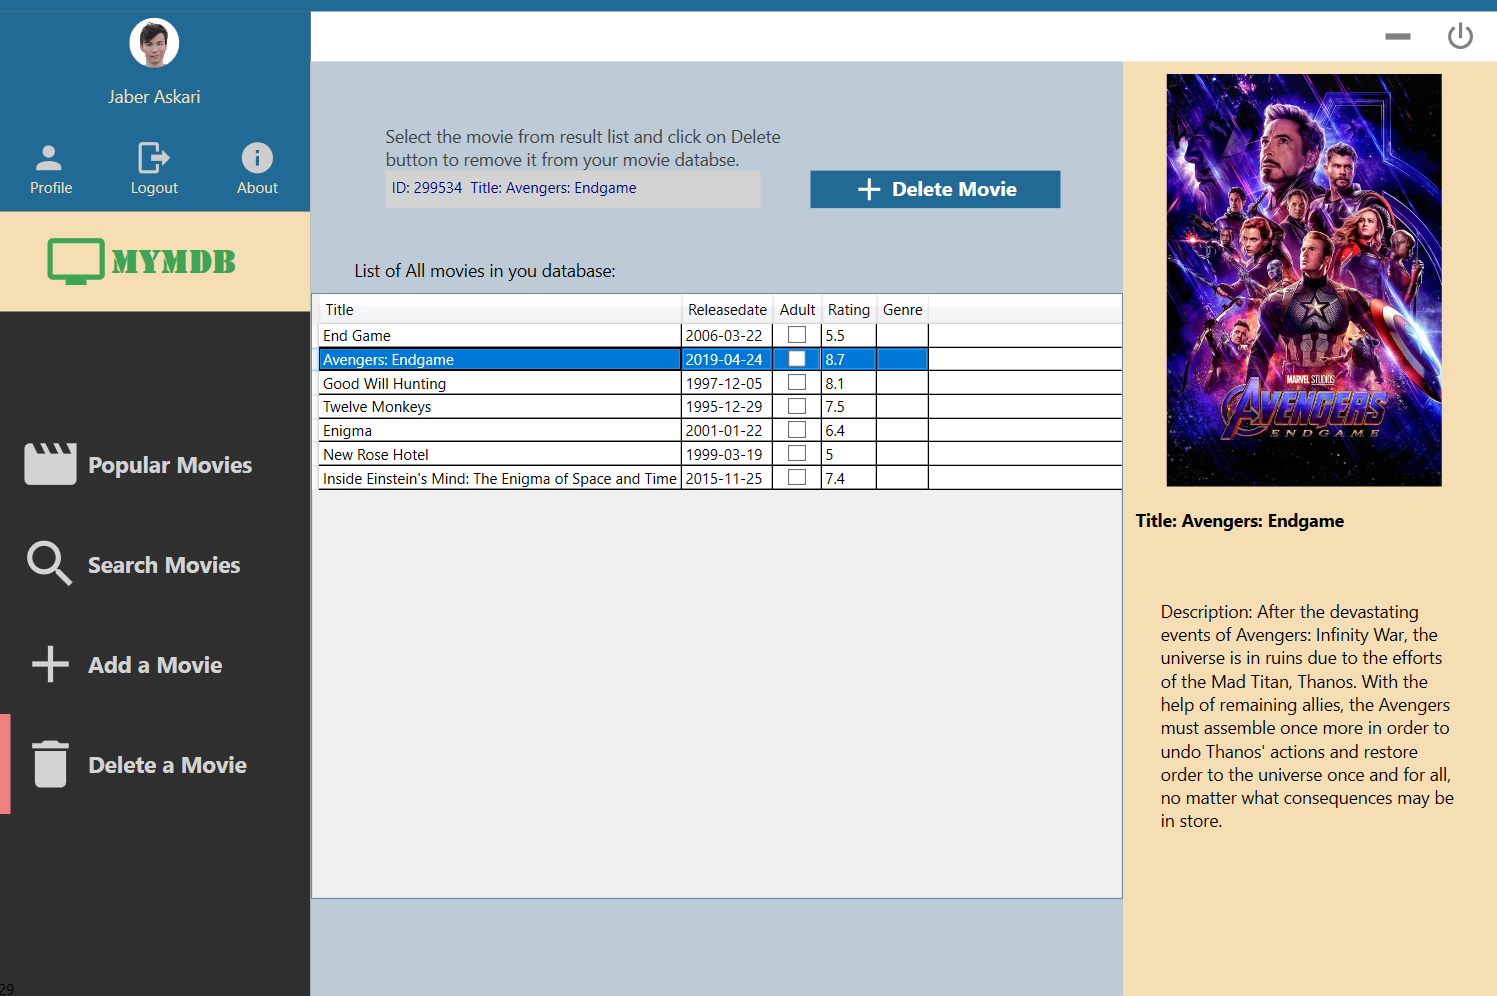 Jaber Askari
Profile
Logout
About
MYMDB
Popular Movies
Search Movies
Add a Movie
Delete a Movie
29
Select the movie from result list and click on Delete
button to remove it from your movie databse.
ID: 299534 Title: Avengers: Endgame
Delete Movie
List of All movies in you database:
Title Releasedate Adult Rating Genre
End Game 2006-03-22 5.5
Avengers: Endgame 2019-04-24 8.7
Good Will Hunting 1997-12-05 8.1
Twelve Monkeys 1995-12-29 7.5
Enigma 2001-01-22 6.4
New Rose Hotel 1999-03-19 5
Inside Einstein's Mind: The Enigma of Space and Time 2015-11-25 7.4
MARVEL STUDIOS
AVENGERS
ENDGAME
Title: Avengers: Endgame
Description: After the devastating
events of Avengers: Infinity War, the
universe is in ruins due to the efforts
of the Mad Titan, Thanos. With the
help of remaining allies, the Avengers
must assemble once more in order to
undo Thanos' actions and restore
order to the universe once and for all,
no matter what consequences may be
in store.